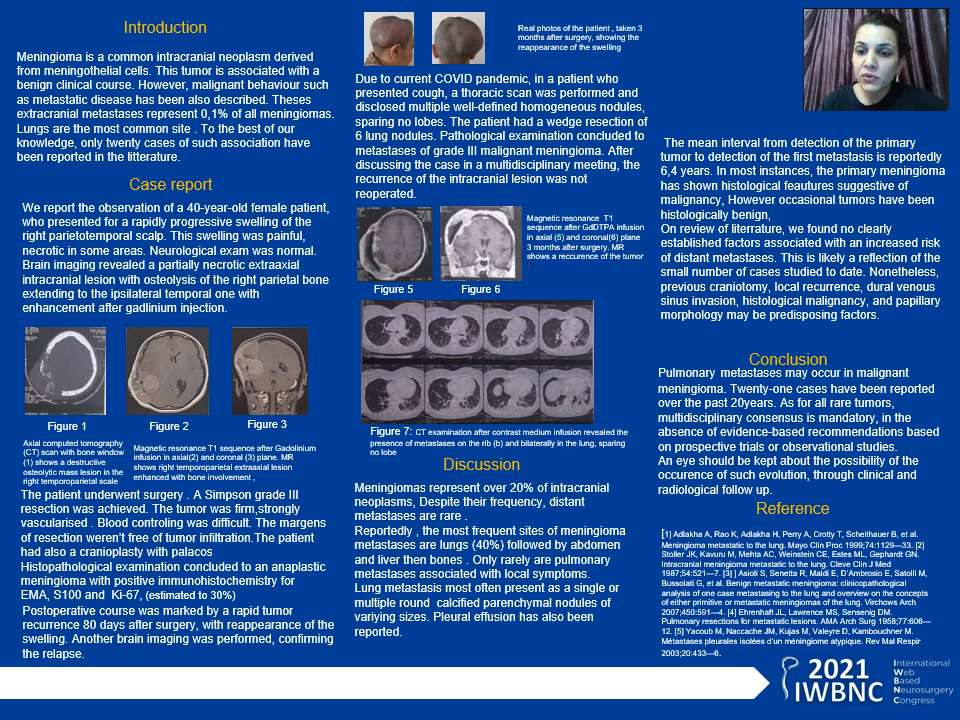 Introduction
Meningioma is a common intracranial neoplasm derived
from meningothelial cells. This tumor is associated with a
benign clinical course. However, malignant behaviour such
as metastatic disease has been also described. Theses
extracranial metastases represent 0,1% of all meningiomas.
Lungs are the most common site . To the best of our
knowledge, only twenty cases of such association have
been reported in the litterature.
Case report
We report the observation of a 40-year-old female patient,
who presented for a rapidly progressive swelling of the
right parietotemporal scalp. This swelling was painful,
necrotic in some areas. Neurological exam was normal.
Brain imaging revealed a partially necrotic extraaxial
intracranial lesion with osteolysis of the right parietal bone
extending to the ipsilateral temporal one with
enhancement after gadlinium injection.
Figure 1
Figure 2
Figure 3
Axial computed tomography
(CT) scan with bone window
(1) shows a destructive
osteolytic mass lesion in the
right temporoparietal scale
Magnetic resonance T1 sequence after Gadolinium
infusion in axial(2) and coronal (3) plane. MR
shows right temporoparietal extraaxial lesion
enhanced with bone involvement ,
The patient underwent surgery . A Simpson grade III
resection was achieved. The tumor was firm,strongly
vascularised . Blood controling was difficult. The margens
of resection weren't free of tumor infiltration.The patient
had also a cranioplasty with palacos
Histopathological examination concluded to an anaplastic
meningioma with positive immunohistochemistry for
EMA, S100 and Ki-67, (estimated to 30%)
Postoperative course was marked by a rapid tumor
recurrence 80 days after surgery, with reappearance of the
swelling. Another brain imaging was performed, confirming
the relapse.
Real photos of the patient , taken 3
months after surgery, showing the
reappearance of the swelling
Due to current COVID pandemic, in a patient who
presented cough, a thoracic scan was performed and
disclosed multiple well-defined homogeneous nodules,
sparing no lobes. The patient had a wedge resection of
6 lung nodules. Pathological examination concluded to
metastases of grade III malignant meningioma. After
discussing the case in a multidisciplinary meeting, the
recurrence of the intracranial lesion was not
reoperated.
Magnetic resonance T1
sequence after GdDTPA infusion
in axial (5) and coronal(6) plane
3 months after surgery. MR
shows a reccurence of the tumor
Figure 5
Figure 6
Figure 7: CT examination after contrast medium infusion revealed the
presence of metastases on the rib (b) and bilaterally in the lung, sparing
no lobe
Discussion
Meningiomas represent over 20% of intracranial
neoplasms, Despite their frequency, distant
metastases are rare .
Reportedly , the most frequent sites of meningioma
metastases are lungs (40%) followed by abdomen
and liver then bones . Only rarely are pulmonary
metastases associated with local symptoms.
Lung metastasis most often present as a single or
multiple round calcified parenchymal nodules of
variying sizes. Pleural effusion has also been
reported.
The mean interval from detection of the primary
tumor to detection of the first metastasis is reportedly
6,4 years. In most instances, the primary meningioma
has shown histological feautures suggestive of
malignancy, However occasional tumors have been
histologically benign,
On review of literrature, we found no clearly
established factors associated with an increased risk
of distant metastases. This is likely a reflection of the
small number of cases studied to date. Nonetheless,
previous craniotomy, local recurrence, dural venous
sinus invasion, histological malignancy, and papillary
morphology may be predisposing factors.
Conclusion
Pulmonary metastases may occur in malignant
meningioma. Twenty-one cases have been reported
over the past 20years. As for all rare tumors,
multidisciplinary consensus is mandatory, in the
absence of evidence-based recommendations based
on prospective trials or observational studies.
An eye should be kept about the possibility of the
occurence of such evolution, through clinical and
radiological follow up.
Reference
[1] Adlakha A, Rao K, Adlakha H, Perry A, Crotty T, Scheithauer B, et al.
Meningioma metastatic to the lung. Mayo Clin Proc 1999;74:1129—33. [2]
Stoller JK, Kavuru M, Mehta AC, Weinstein CE, Estes ML, Gephardt GN.
Intracranial meningioma metastatic to the lung. Cleve Clin J Med
1987;54:521—7. [3] ] Asioli S, Senetta R, Maldi E, D'Ambrosio E, Satolli M,
Bussolati G, et al. Benign metastatic meningioma: clinicopathological
analysis of one case metastasing to the lung and overview on the concepts
of either primitive or metastatic meningiomas of the lung. Virchows Arch
2007;450:591—4. [4] Ehrenhaft JL, Lawrence MS, Sensenig DM.
Pulmonary resections for metastatic lesions. AMA Arch Surg 1958;77:606—
12. [5] Yacoub M, Naccache JM, Kujas M, Valeyre D, Kambouchner M.
Métastases pleurales isolées d'un méningiome atypique. Rev Mal Respir
2003;20:433—6.
2021
IWBNC
International
Web
Based
Neurosurgery
Congress